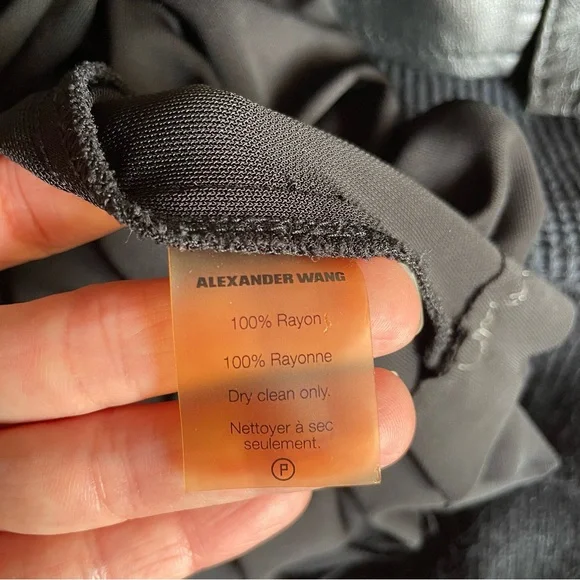 ALEXANDER WANG
100% Rayon
100% Rayonne
Dry clean only.
Nettoyer à sec
seulement.
P